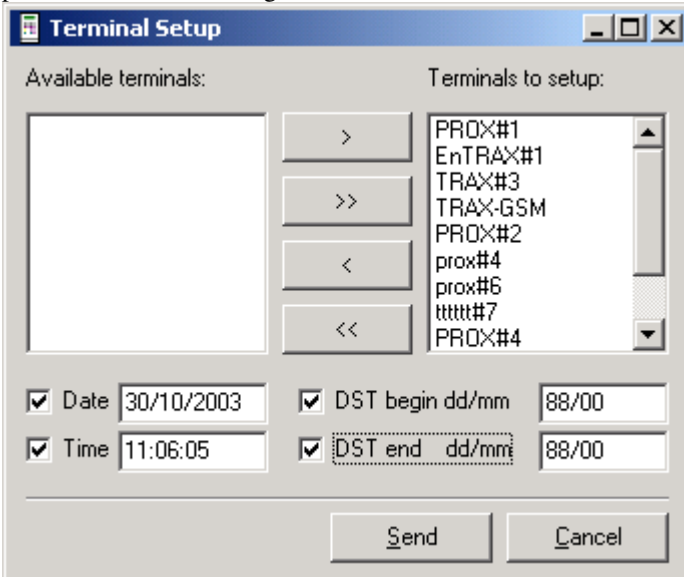 Terminal Setup
Available terminals:
Terminals to setup:
>
>>
<
<<
PROX#1
EnTRAX#1
TRAX#3
TRAX-GSM
PROX#2
prox#4
prox#6
tttttt#7
PROX#4
Date 30/10/2003 DST begin dd/mm 88/00
Time 11:06:05 DST end dd/mm 88/00
Send Cancel